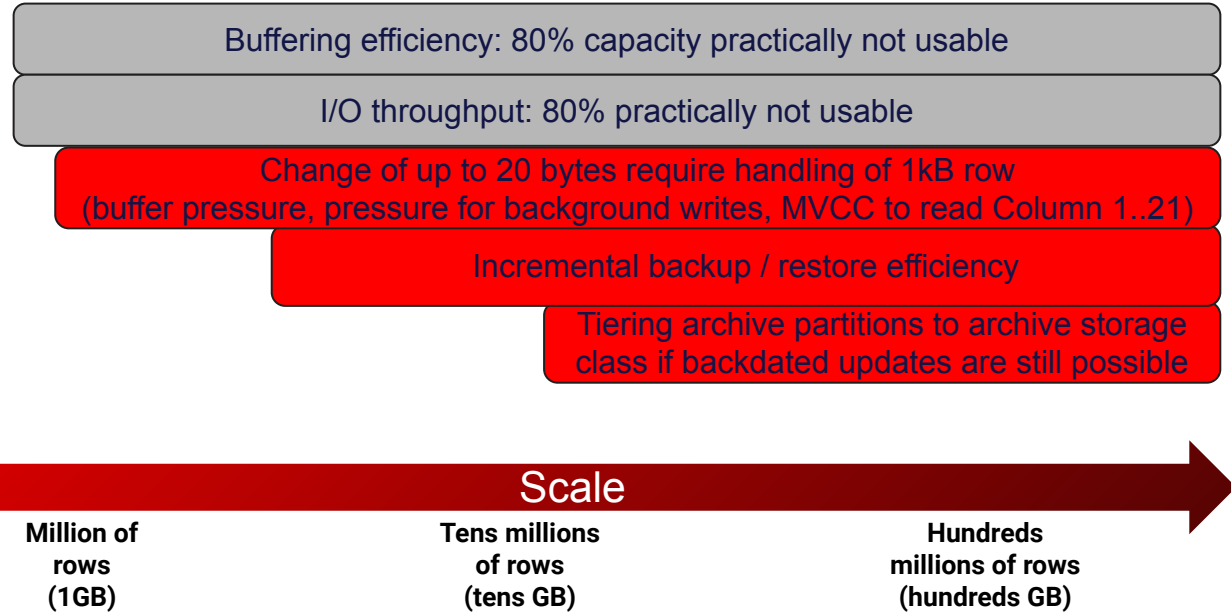 Buffering efficiency: 80% capacity practically not usable
I/O throughput: 80% practically not usable
Change of up to 20 bytes require handling of 1kB row
(buffer pressure, pressure for background writes, MVCC to read Column 1..21)
Incremental backup / restore efficiency
Tiering archive partitions to archive storage
class if backdated updates are still possible
Scale
Million of
rows
(1GB)
Tens millions
of rows
(tens GB)
Hundreds
millions of rows
(hundreds GB)